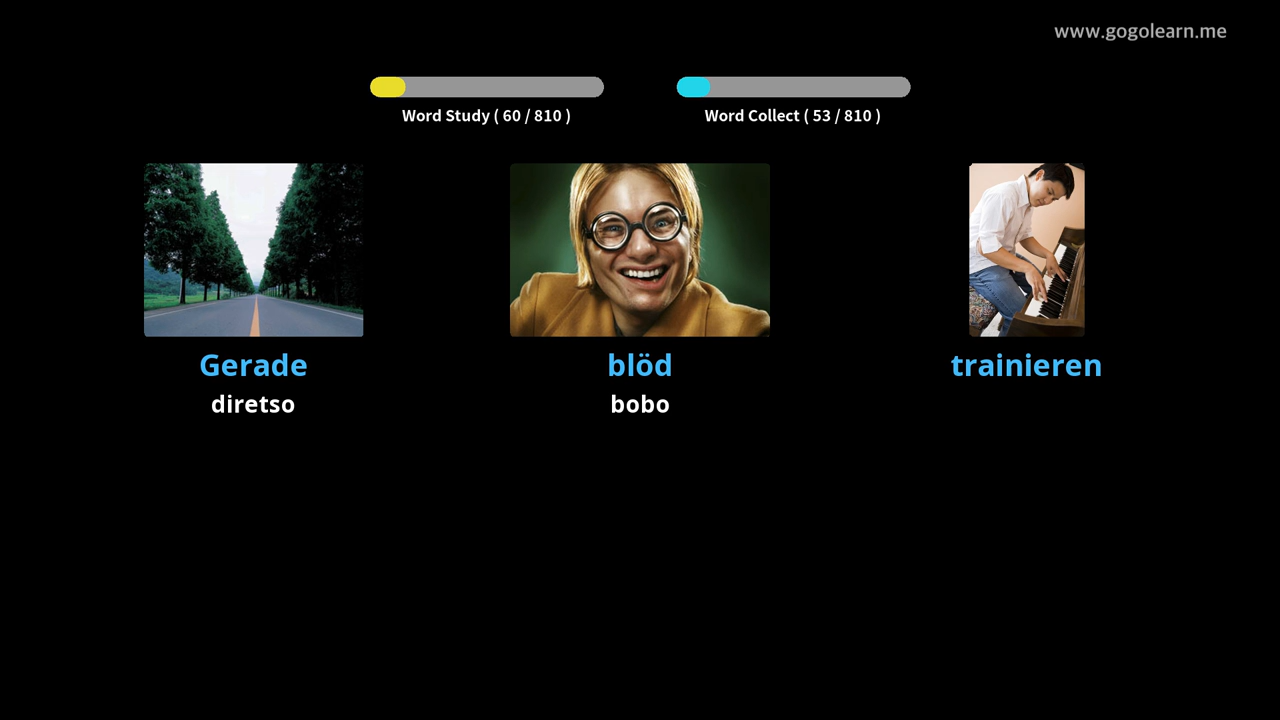 www.gogolearn.me
Word Study ( 60 / 810 )
Word Collect ( 53 / 810 )
Gerade
blöd
trainieren
diretso
bobo